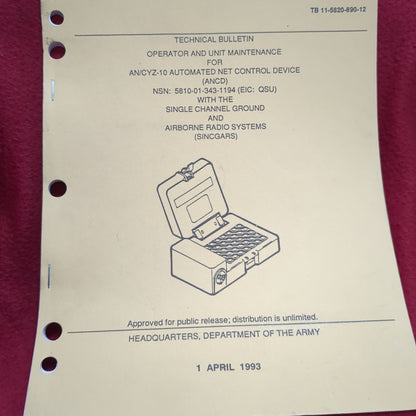 TB 11-5820-890-12
TECHNICAL BULLETIN
OPERATOR AND UNIT MAINTENANCE
FOR
AN/CYZ-10 AUTOMATED NET CONTROL DEVICE
(ANCD)
NSN: 5810-01-343-1194 (EIC: QSU)
WITH THE
SINGLE CHANNEL GROUND
AND
AIRBORNE RADIO SYSTEMS
(SINCGARS)
Approved for public release; distribution is unlimited.
HEADQUARTERS, DEPARTMENT OF THE ARMY
1 APRIL 1993